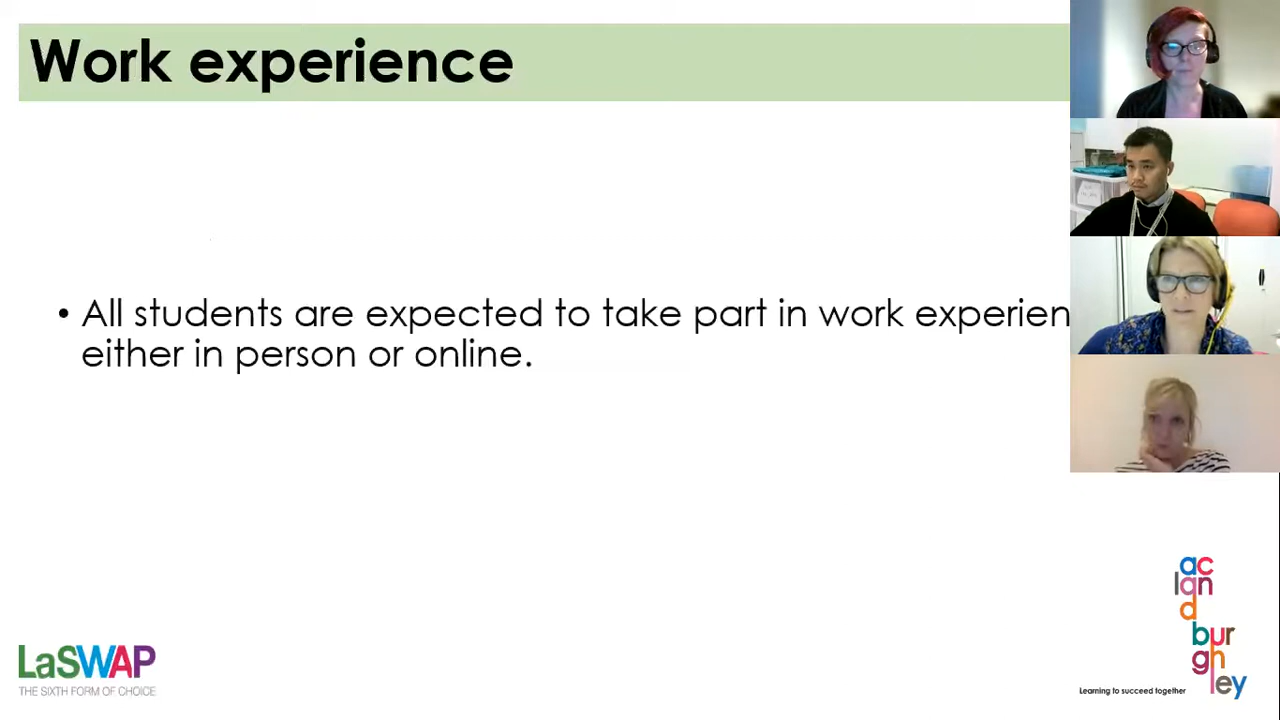 Work experience
• All students are expected to take part in work experien
either in person or online.
LaSWAP
THE SIXTH FORM OF CHOICE
ac
lan
d
bur
gh
ley
Learning to succeed together